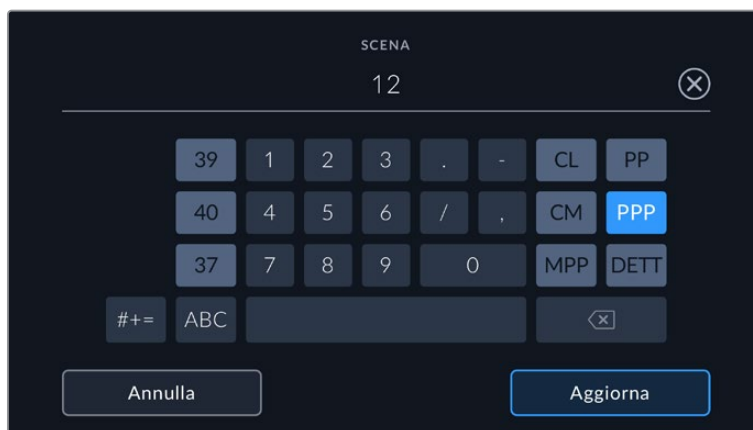 SCENA
12
39 1 2 3 . - CL PP
40 4 5 6 / , CM PPP
37 7 8 9 0 MPP DETT
#+= ABC
Annulla Aggiorna